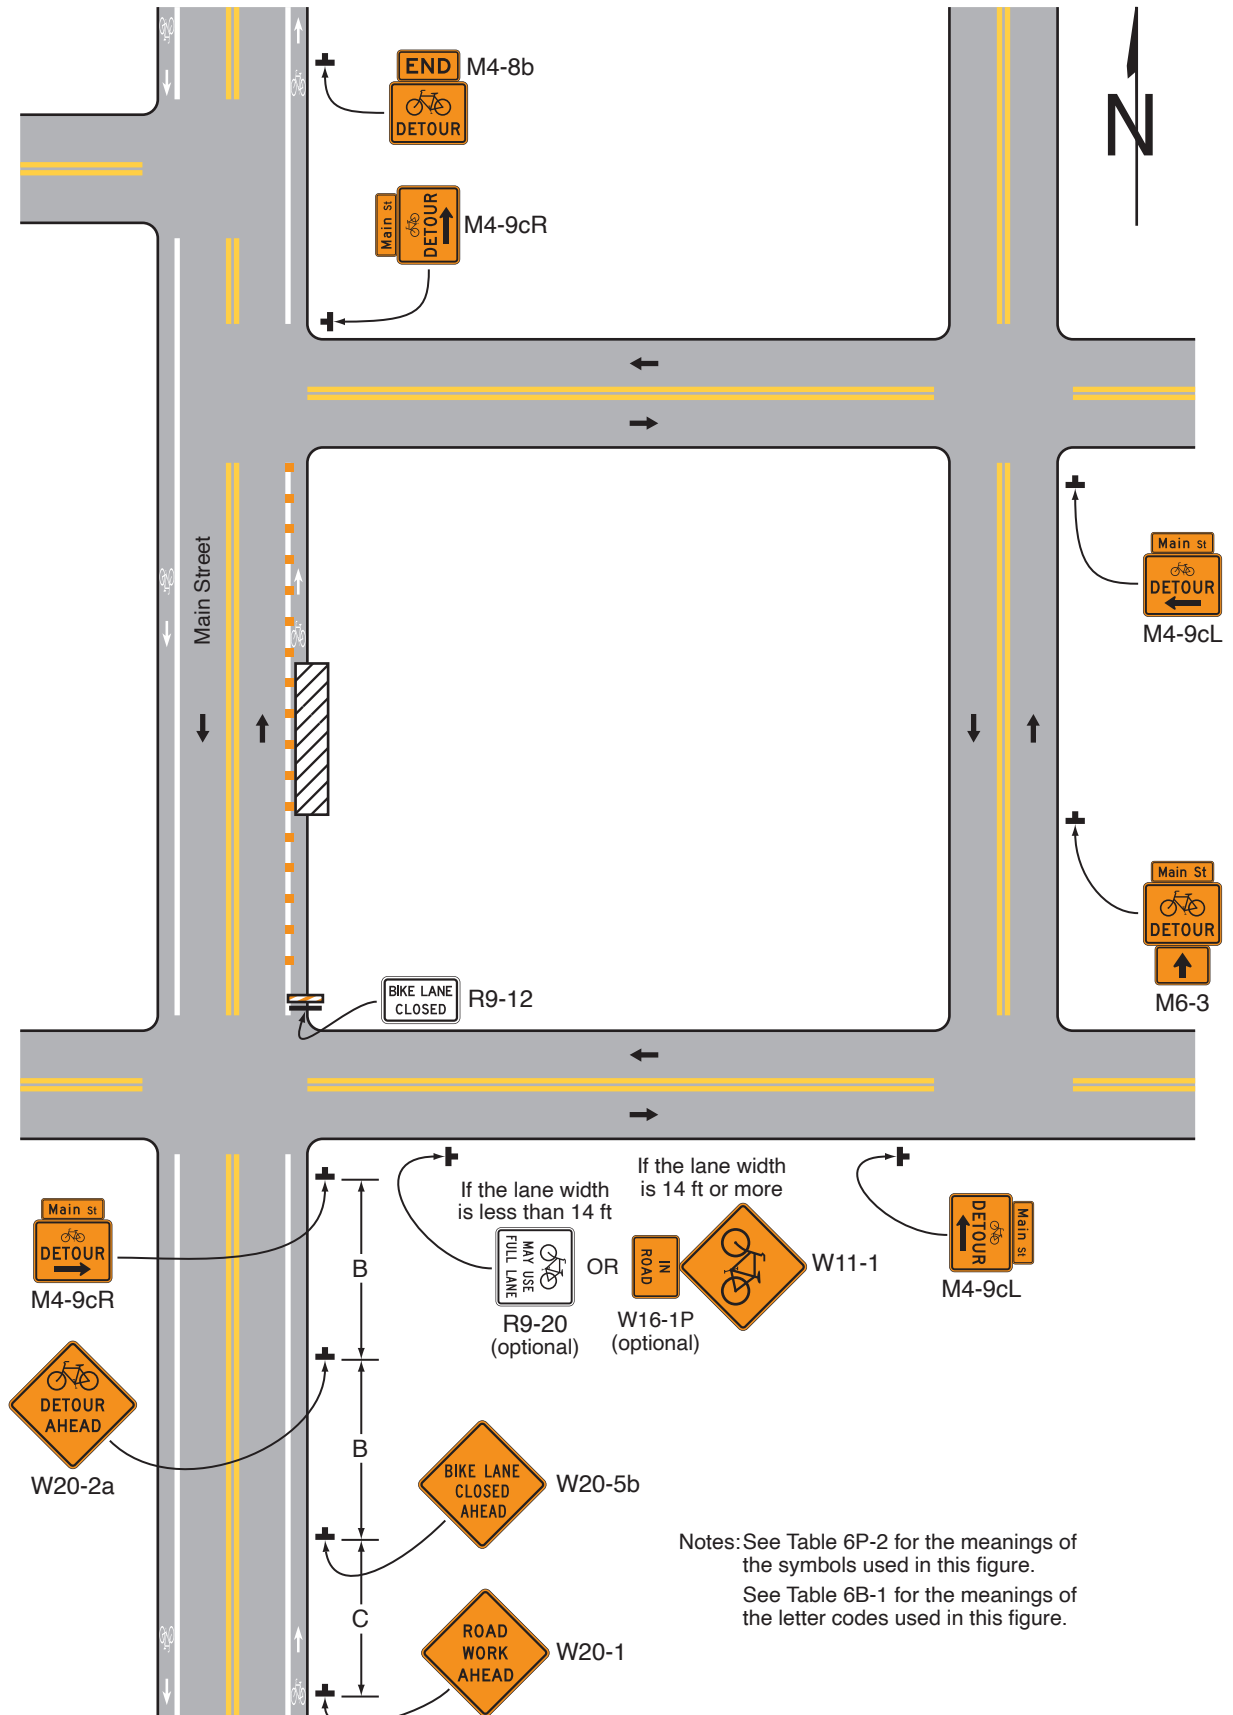 END
M4-8b
DETOUR
N
Main St
DETOUR
M4-9cR
Main Street
Main St
DETOUR
M4-9cL
Main St
DETOUR
M6-3
BIKE LANE
CLOSED
R9-12
Main St
DETOUR
M4-9cR
If the lane width
is less than 14 ft
MAY USE
FULL LANE
R9-20
(optional)
OR
If the lane width
is 14 ft or more
IN
ROAD
W16-1P
(optional)
W11-1
Main St
DETOUR
M4-9cL
B
DETOUR
AHEAD
W20-2a
B
BIKE LANE
CLOSED
AHEAD
W20-5b
C
ROAD
WORK
AHEAD
W20-1
Notes: See Table 6P-2 for the meanings of
the symbols used in this figure.
See Table 6B-1 for the meanings of
the letter codes used in this figure.